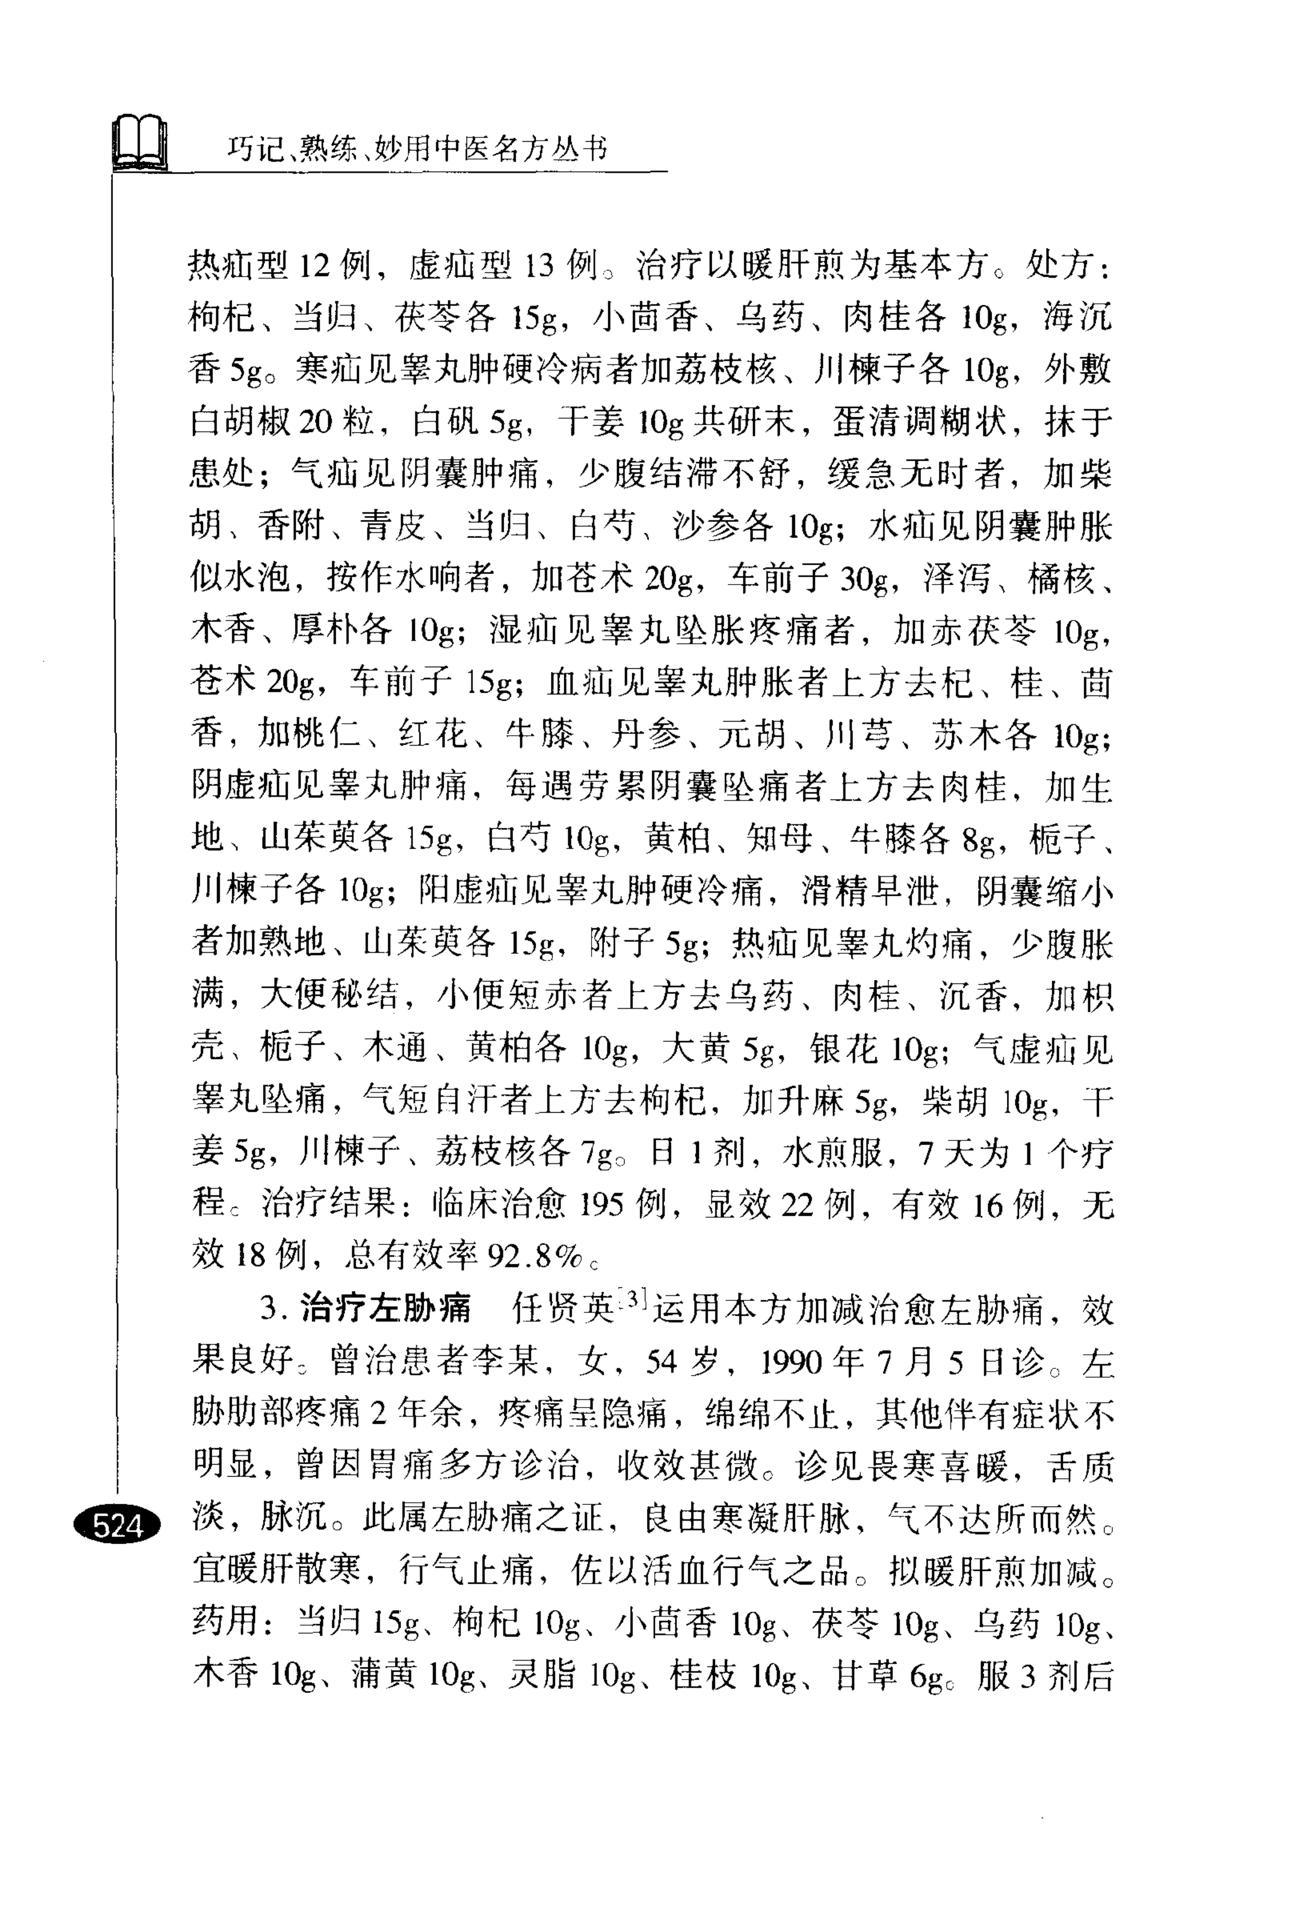 巧记、熟练、妙用中医名方丛书
热疝型 12 例，虚疝型 13 例。治疗以暖肝煎为基本方。处方：
枸杞、当归、茯苓各 15g，小茴香、乌药、肉桂各 10g，海沉
香 5g。寒疝见睾丸肿硬冷病者加荔枝核、川楝子各 10g，外敷
白胡椒 20 粒，白矾 5g，干姜 10g 共研末，蛋清调糊状，抹于
患处；气疝见阴囊肿痛，少腹结滞不舒，缓急无时者，加柴
胡、香附、青皮、当归、白芍、沙参各 10g；水疝见阴囊肿胀
似水泡，按作水响者，加苍术 20g，车前子 30g，泽泻、橘核、
木香、厚朴各 10g；湿疝见睾丸坠胀疼痛者，加赤茯苓 10g，
苍术 20g，车前子 15g；血疝见睾丸肿胀者上方去杞、桂、茴
香，加桃仁、红花、牛膝、丹参、元胡、川芎、苏木各 10g；
阴虚疝见睾丸肿痛，每遇劳累阴囊坠痛者上方去肉桂，加生
地、山茱萸各 15g，白芍 10g，黄柏、知母、牛膝各 8g，栀子、
川楝子各 10g；阳虚疝见睾丸肿硬冷痛，滑精早泄，阴囊缩小
者加熟地、山茱萸各 15g，附子 5g；热疝见睾丸灼痛，少腹胀
满，大便秘结，小便短赤者上方去乌药、肉桂、沉香，加枳
壳、栀子、木通、黄柏各 10g，大黄 5g，银花 10g；气虚疝见
睾丸坠痛，气短自汗者上方去枸杞，加升麻 5g，柴胡 10g，干
姜 5g，川楝子、荔枝核各 7g。日 1 剂，水煎服，7 天为 1 个疗
程。治疗结果：临床治愈 195 例，显效 22 例，有效 16 例，无
效 18 例，总有效率 92.8%。
3. 治疗左胁痛　任贤英[3]运用本方加减治愈左胁痛，效
果良好。曾治患者李某，女，54 岁，1990 年 7 月 5 日诊。左
胁肋部疼痛 2 年余，疼痛呈隐痛，绵绵不止，其他伴有症状不
明显，曾因胃痛多方诊治，收效甚微。诊见畏寒喜暖，舌质
淡，脉沉。此属左胁痛之证，良由寒凝肝脉，气不达所而然。
宜暖肝散寒，行气止痛，佐以活血行气之品。拟暖肝煎加减。
药用：当归 15g、枸杞 10g、小茴香 10g、茯苓 10g、乌药 10g、
木香 10g、蒲黄 10g、灵脂 10g、桂枝 10g、甘草 6g。服 3 剂后
524